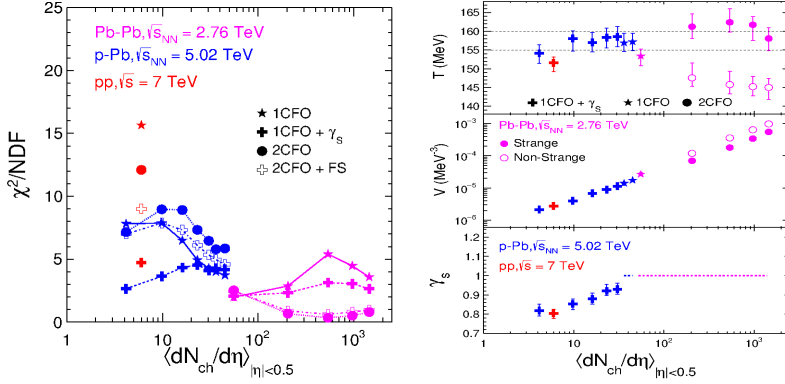 Pb-Pb,√s_NN = 2.76 TeV
p-Pb,√s_NN = 5.02 TeV
pp,√s = 7 TeV
1CFO
1CFO + γ_S
2CFO
2CFO + FS
χ²/NDF
25
20
15
10
5
0
1 10 10² 10³
⟨dN_ch/dη⟩_|η|<0.5
T (MeV)
165
160
155
150
145
140
1CFO + γ_S 1CFO 2CFO
V (MeV⁻³)
10⁻³
10⁻⁴
10⁻⁵
10⁻⁶
Pb-Pb,√s_NN = 2.76 TeV
Strange
Non-Strange
γ_s
1.2
1.1
1
0.9
0.8
0.7
p-Pb,√s_NN = 5.02 TeV
pp,√s = 7 TeV
1 10 10² 10³
⟨dN_ch/dη⟩_|η|<0.5